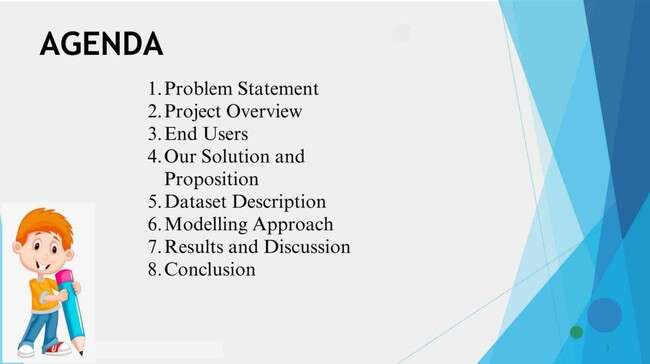 AGENDA
1. Problem Statement
2. Project Overview
3. End Users
4. Our Solution and
Proposition
5. Dataset Description
6. Modelling Approach
7. Results and Discussion
8. Conclusion